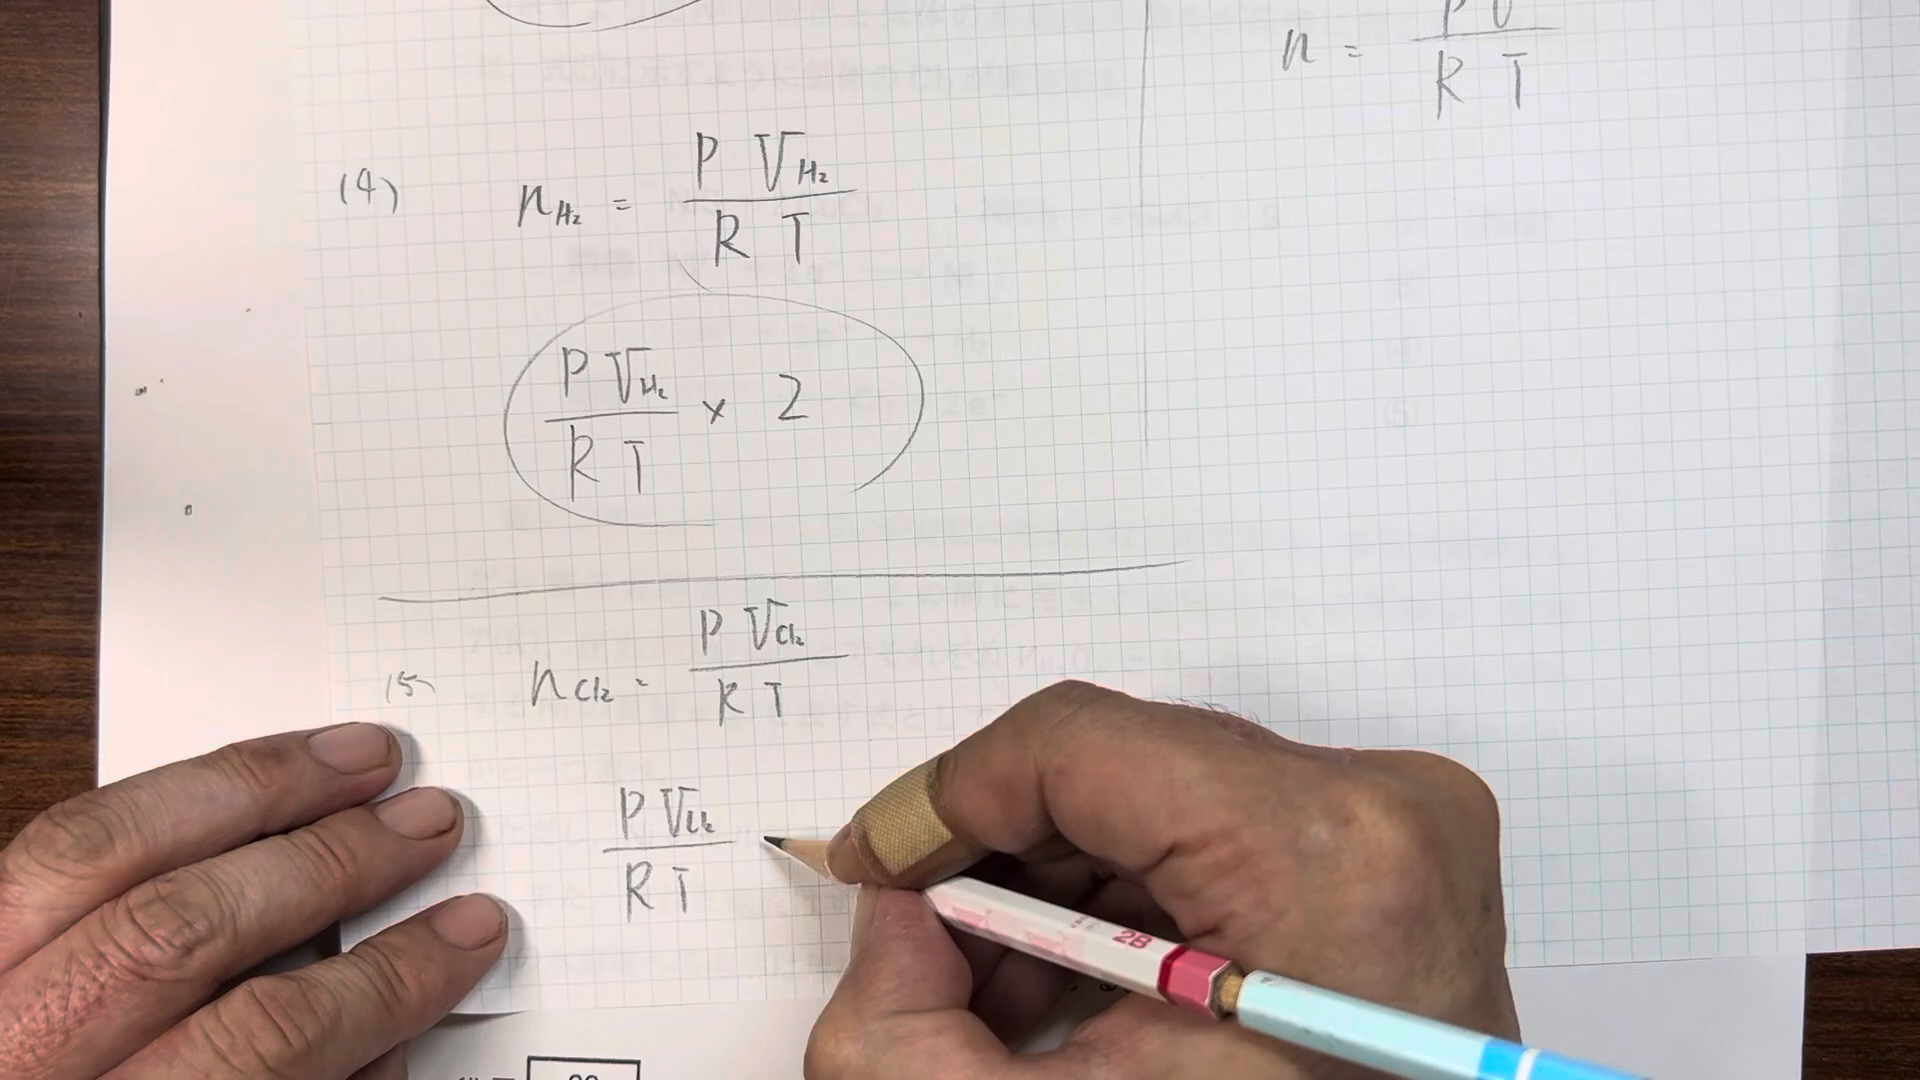 n = PV / RT
(4) n_H₂ = P V_H₂ / R T
P V_H₂ / R T × 2
(5) n_Cl₂ = P V_Cl₂ / R T
P V_Cl₂ / R T
2B